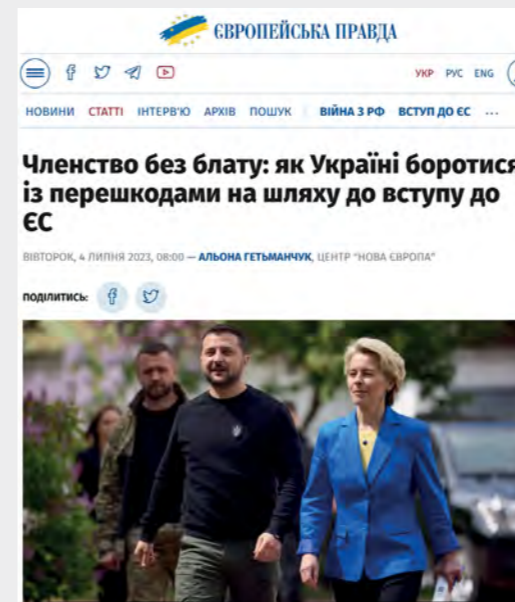 ЄВРОПЕЙСЬКА ПРАВДА
УКР РУС ENG
НОВИНИ СТАТТІ ІНТЕРВ'Ю АРХІВ ПОШУК ВІЙНА З РФ ВСТУП ДО ЄС ...
Членство без блату: як Україні боротися
із перешкодами на шляху до вступу до
ЄС
ВІВТОРОК, 4 ЛИПНЯ 2023, 08:00 — АЛЬОНА ГЕТЬМАНЧУК, ЦЕНТР "НОВА ЄВРОПА"
ПОДІЛИТИСЬ: